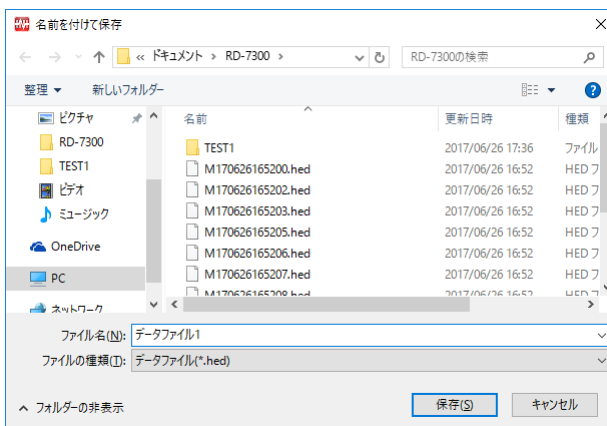 名前を付けて保存
« ドキュメント › RD-7300 ›
RD-7300の検索
整理 新しいフォルダー
ピクチャ
RD-7300
TEST1
ビデオ
ミュージック
OneDrive
PC
ネットワーク
名前 更新日時 種類
TEST1 2017/06/26 17:36 ファイル
M170626165200.hed 2017/06/26 16:52 HED フ
M170626165202.hed 2017/06/26 16:52 HED フ
M170626165203.hed 2017/06/26 16:52 HED フ
M170626165205.hed 2017/06/26 16:52 HED フ
M170626165206.hed 2017/06/26 16:52 HED フ
M170626165207.hed 2017/06/26 16:52 HED フ
M170626165208.hed 2017/06/26 16:52 HED フ
ファイル名(N): データファイル1
ファイルの種類(T): データファイル(*.hed)
フォルダーの非表示
保存(S) キャンセル